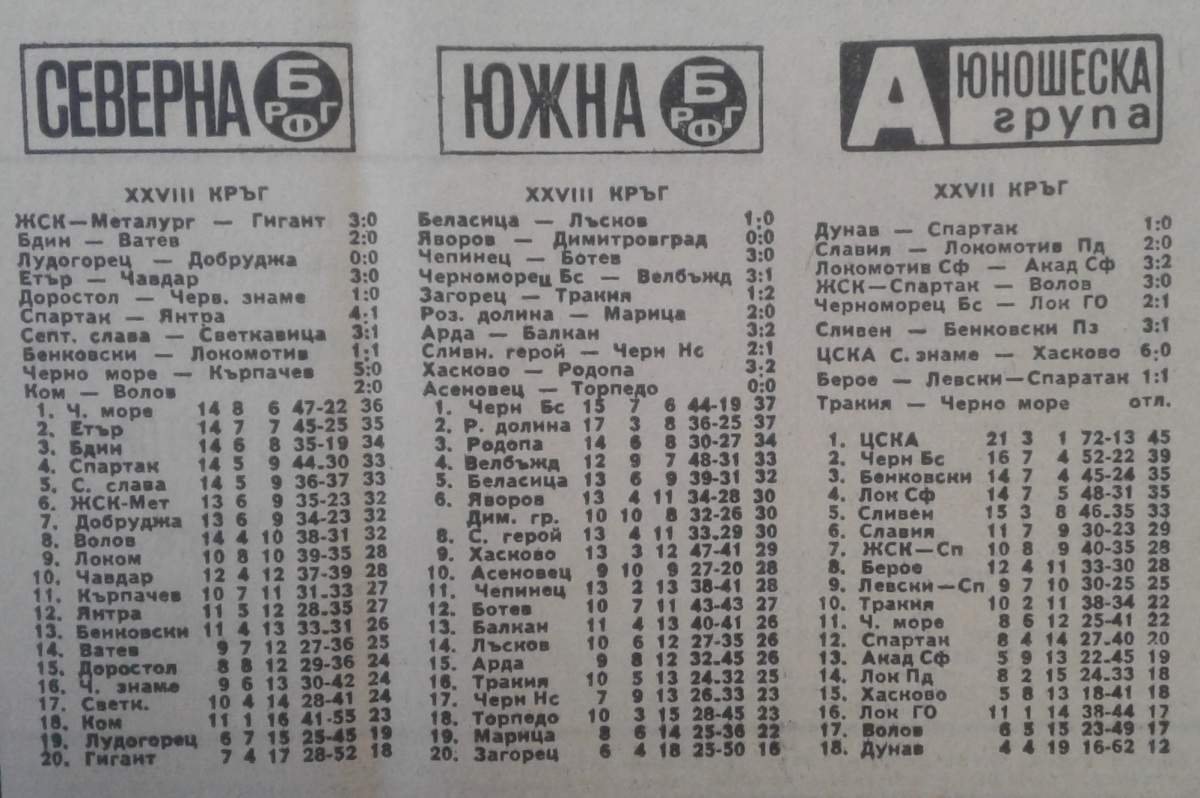 СЕВЕРНА Б РФГ
XXVIII КРЪГ
ЖСК—Металург — Гигант 3:0
Бдин — Ватев 2:0
Лудогорец — Добруджа 0:0
Етър — Чавдар 3:0
Доростол — Черв. знаме 1:0
Спартак — Янтра 4:1
Септ. слава — Светкавица 3:1
Бенковски — Локомотив 1:1
Черно море — Кърпачев 5:0
Ком — Волов 2:0
1. Ч. море 14 8 6 47-22 36
2. Етър 14 7 7 45-25 35
3. Бдин 14 6 8 35-19 34
4. Спартак 14 5 9 44-30 33
5. С. слава 14 5 9 36-37 33
6. ЖСК-Мет 13 6 9 35-23 32
7. Добруджа 13 6 9 34-23 32
8. Волов 14 4 10 38-31 32
9. Локом 10 8 10 39-35 28
10. Чавдар 12 4 12 37-39 28
11. Кърпачев 10 7 11 31-33 27
12. Янтра 11 5 12 28-35 27
13. Бенковски 11 4 13 33-31 26
14. Ватев 9 7 12 27-36 25
15. Доростол 8 8 12 29-36 24
16. Ч. знаме 9 6 13 30-42 24
17. Светк. 10 4 14 28-41 24
18. Ком 11 1 16 41-55 23
19. Лудогорец 6 7 15 25-45 19
20. Гигант 7 4 17 28-52 18
ЮЖНА Б РФГ
XXVIII КРЪГ
Беласица — Лъсков 1:0
Яворов — Димитровград 0:0
Чепинец — Ботев 3:0
Черноморец Бс — Велбъжд 3:1
Загорец — Тракия 1:2
Роз. долина — Марица 2:0
Арда — Балкан 3:2
Сливн. герой — Черн Нс 2:1
Хасково — Родопа 3:2
Асеновец — Торпедо 0:0
1. Черн Бс 15 7 6 44-19 37
2. Р. долина 17 3 8 36-25 37
3. Родопа 14 6 8 30-27 34
4. Велбъжд 12 9 7 48-31 33
5. Беласица 13 6 9 39-31 32
6. Яворов 13 4 11 34-28 30
Дим. гр. 10 10 8 32-26 30
8. С. герой 13 4 11 33-29 30
9. Хасково 13 3 12 47-41 29
10. Асеновец 9 10 9 27-20 28
11. Чепинец 13 2 13 38-41 28
12. Ботев 10 7 11 43-43 27
13. Балкан 11 4 13 40-41 26
14. Лъсков 10 6 12 27-35 26
15. Арда 9 8 12 32-45 26
16. Тракия 10 5 13 24-32 25
17. Черн Нс 7 9 13 26-33 23
18. Торпедо 10 3 15 28-45 23
19. Марица 8 6 14 25-36 22
20. Загорец 6 4 18 25-50 16
А ЮНОШЕСКА група
XXVII КРЪГ
Дунав — Спартак 1:0
Славия — Локомотив Пд 2:0
Локомотив Сф — Акад Сф 3:2
ЖСК—Спартак — Волов 3:0
Черноморец Бс — Лок ГО 2:1
Сливен — Бенковски Пз 3:1
ЦСКА С. знаме — Хасково 6:0
Берое — Левски—Спаратак 1:1
Тракия — Черно море отл.
1. ЦСКА 21 3 1 72-13 45
2. Черн Бс 16 7 4 52-22 39
3. Бенковски 14 7 4 45-24 35
4. Лок Сф 14 7 5 48-31 35
5. Сливен 15 3 8 46-35 33
6. Славия 11 7 9 30-23 29
7. ЖСК—Сп 10 8 9 40-35 28
8. Берое 12 4 11 33-30 28
9. Левски—Сп 9 7 10 30-25 25
10. Тракия 10 2 11 38-34 22
11. Ч. море 8 6 12 25-41 22
12. Спартак 8 4 14 27-40 20
13. Акад Сф 5 9 13 22-45 19
14. Лок Пд 8 2 15 24-33 18
15. Хасково 5 8 13 18-41 18
16. Лок ГО 11 1 14 38-44 17
17. Волов 6 5 15 23-49 17
18. Дунав 4 4 19 16-62 12